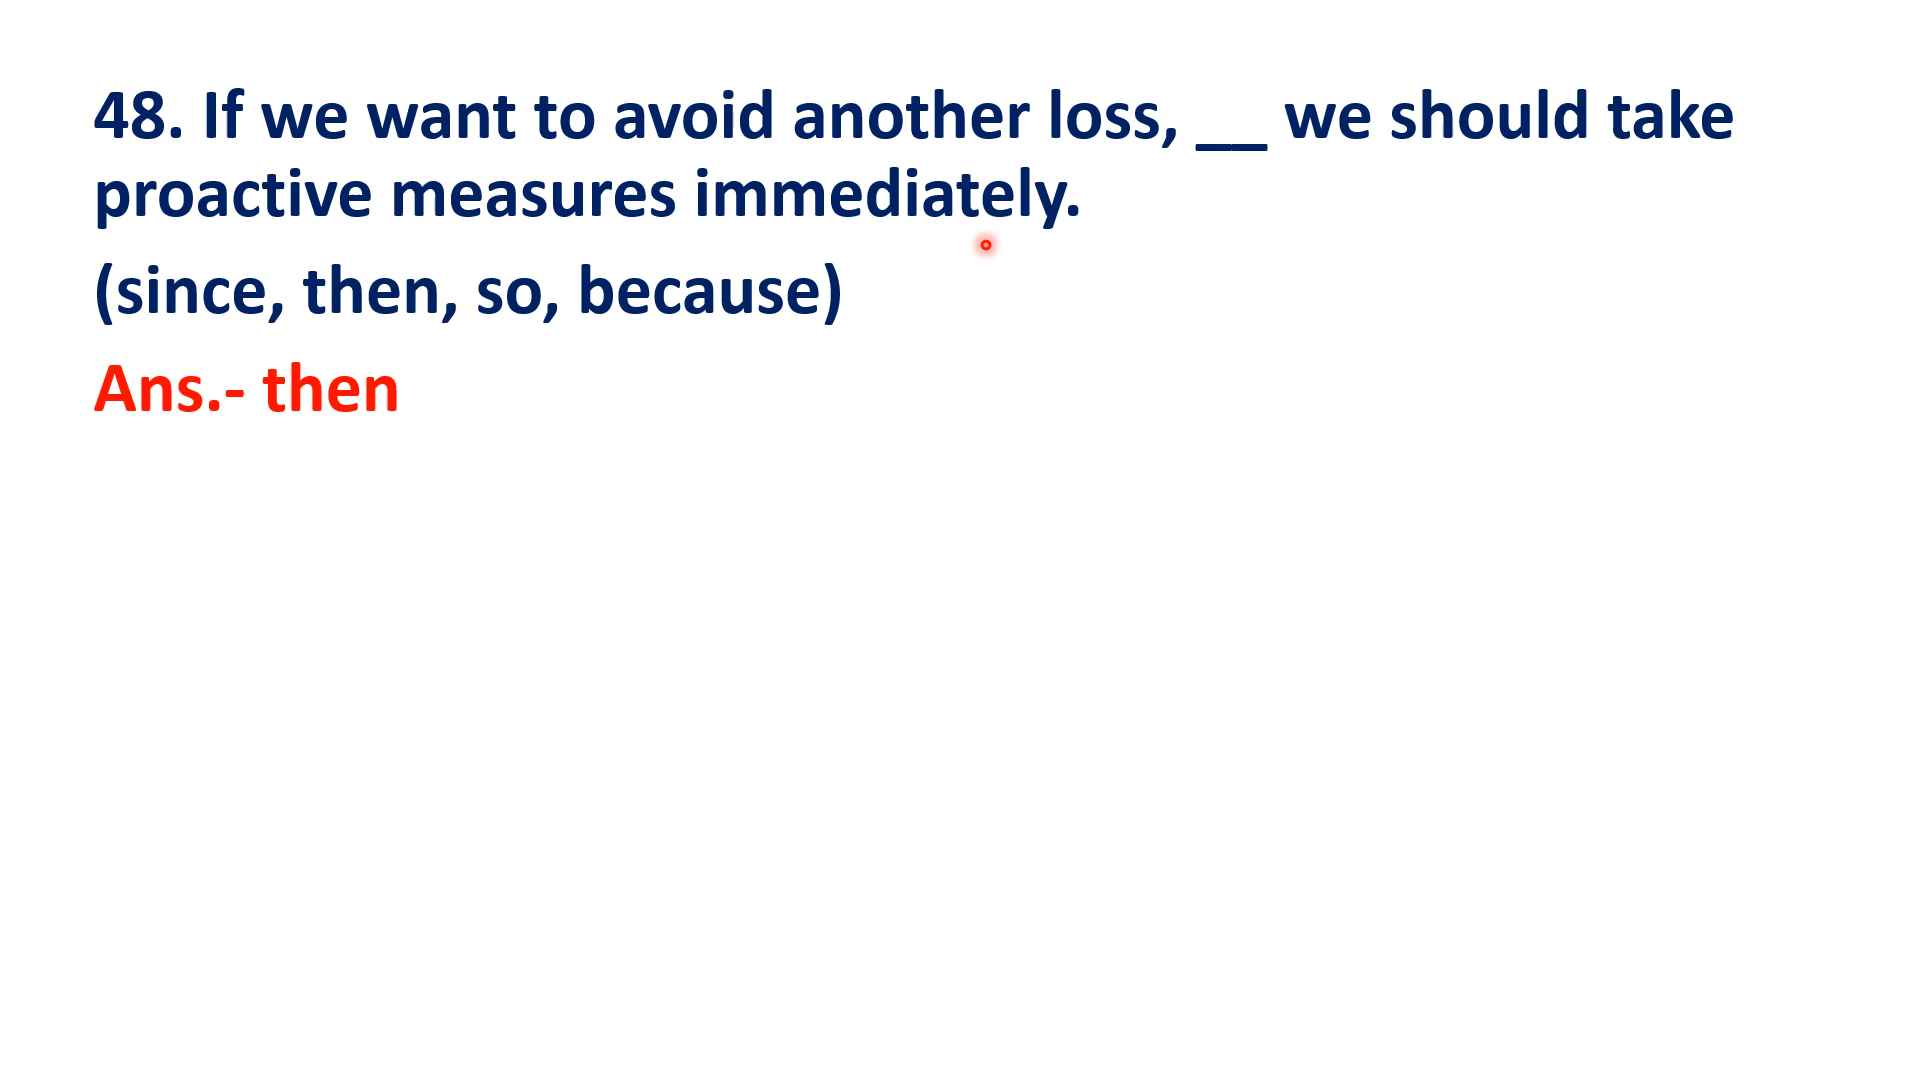 48. If we want to avoid another loss, __ we should take
proactive measures immediately.
(since, then, so, because)
Ans.- then